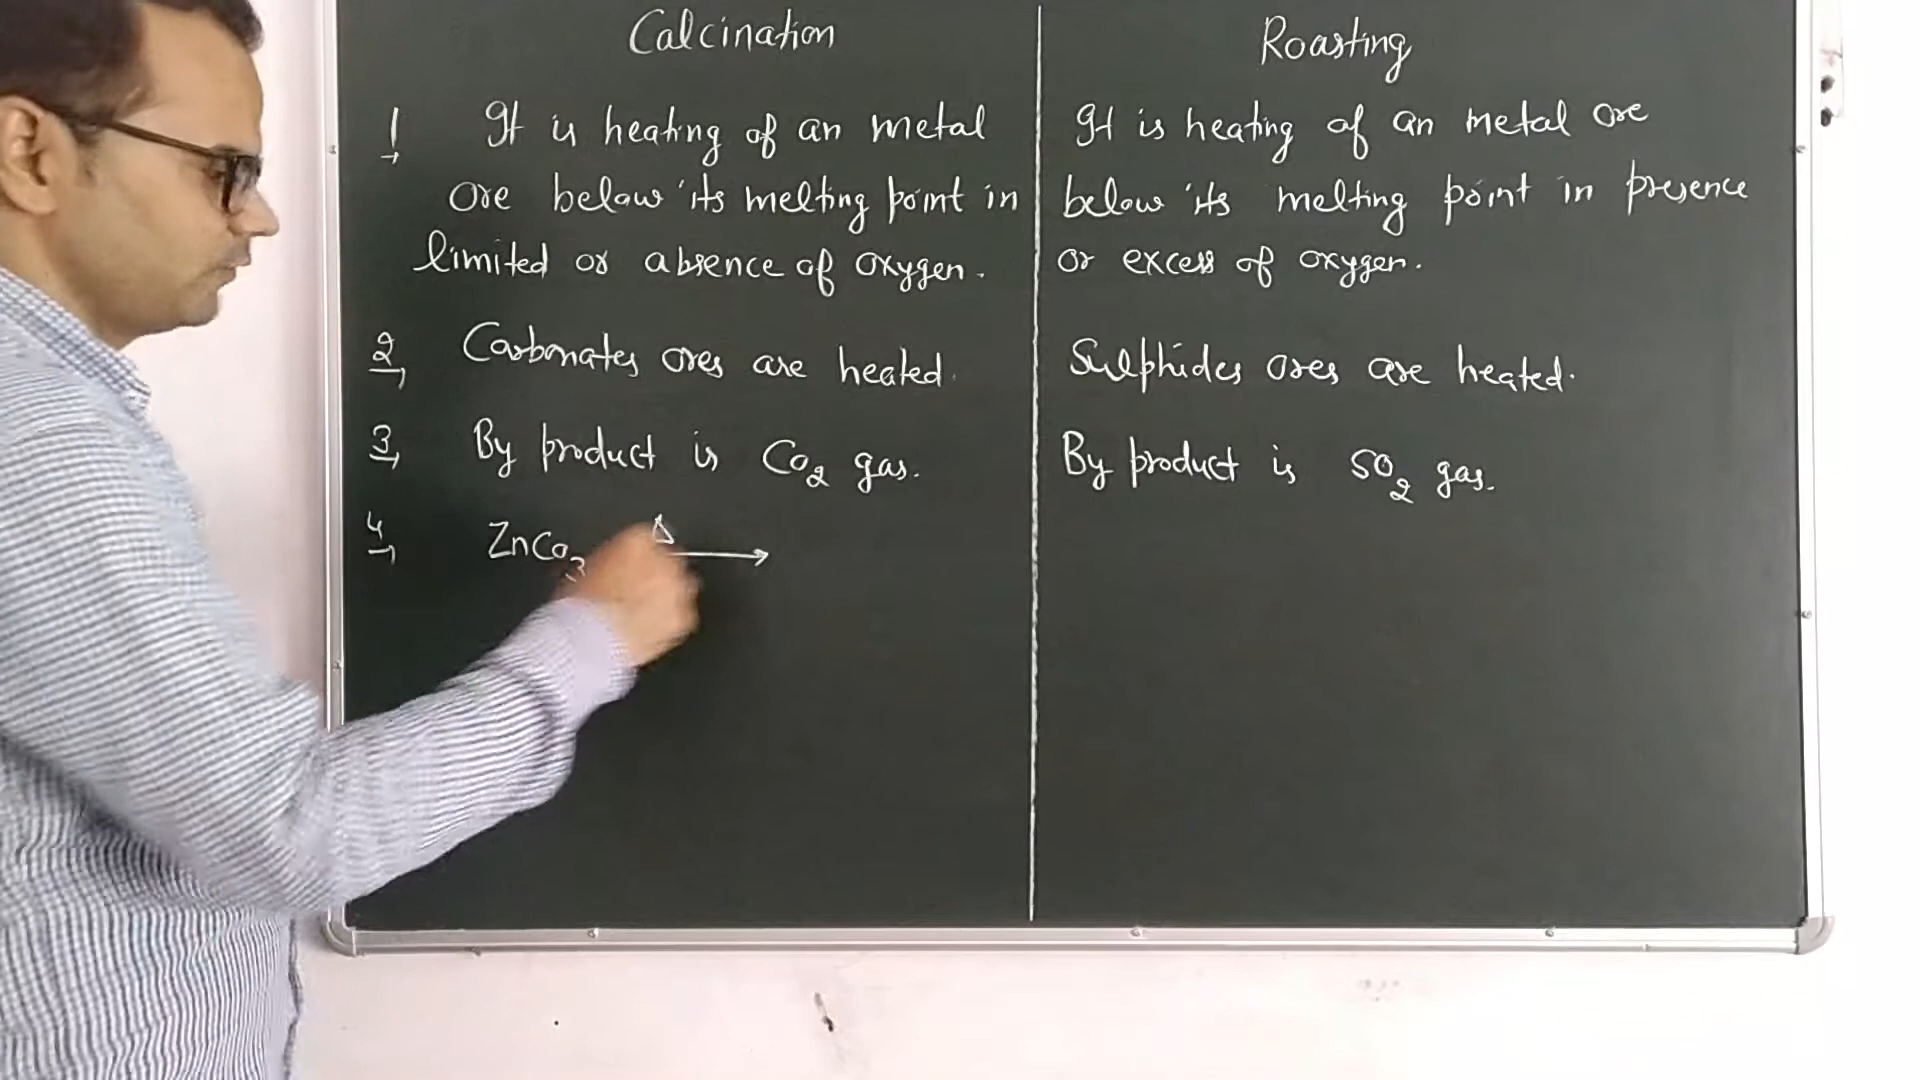 Calcination
1 It is heating of an metal
ore below its melting point in
limited or absence of oxygen.
2 Carbonates ores are heated.
3 By product is CO2 gas.
4 ZnCO3 Δ →
Roasting
It is heating of an metal ore
below its melting point in presence
or excess of oxygen.
Sulphides ores are heated.
By product is SO2 gas.